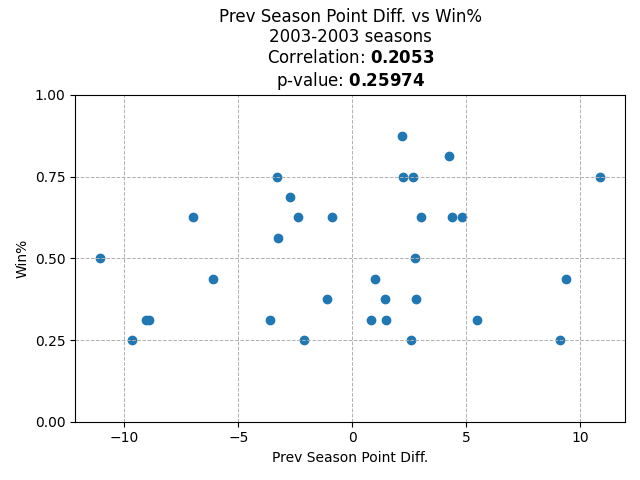 Prev Season Point Diff. vs Win%
2003-2003 seasons
Correlation: 0.2053
p-value: 0.25974
1.00
0.75
0.50
0.25
0.00
Win%
−10
−5
0
5
10
Prev Season Point Diff.